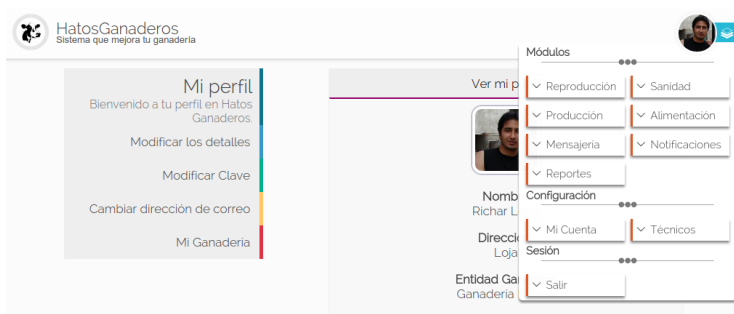 HatosGanaderos
Sistema que mejora tu ganadería
Mi perfil
Bienvenido a tu perfil en Hatos
Ganaderos.
Modificar los detalles
Modificar Clave
Cambiar dirección de correo
Mi Ganaderia
Ver mi p
Nomb
Richar L
Direcci
Loja
Entidad Ga
Ganaderia
Módulos
Reproducción
Sanidad
Producción
Alimentación
Mensajeria
Notificaciones
Reportes
Configuración
Mi Cuenta
Técnicos
Sesión
Salir